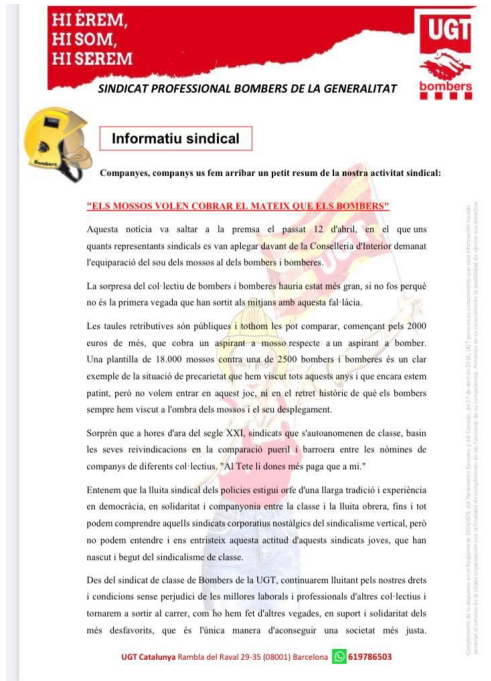 HI ÉREM,
HI SOM,
HI SEREM
UGT
bombers
SINDICAT PROFESSIONAL BOMBERS DE LA GENERALITAT
Bombers
Informatiu sindical
Companyes, companys us fem arribar un petit resum de la nostra activitat sindical:
"ELS MOSSOS VOLEN COBRAR EL MATEIX QUE ELS BOMBERS"
Aquesta notícia va saltar a la premsa el passat 12 d'abril, en el que uns
quants representants sindicals es van aplegar davant de la Conselleria d'Interior demanat
l'equiparació del sou dels mossos al dels bombers i bomberes.
La sorpresa del col·lectiu de bombers i bomberes hauria estat més gran, si no fos perquè
no és la primera vegada que han sortit als mitjans amb aquesta fal·làcia.
Les taules retributives són públiques i tothom les pot comparar, començant pels 2000
euros de més, que cobra un aspirant a mosso respecte a un aspirant a bomber.
Una plantilla de 18.000 mossos contra una de 2500 bombers i bomberes és un clar
exemple de la situació de precarietat que hem viscut tots aquests anys i que encara estem
patint, però no volem entrar en aquest joc, ni en el retret històric de què els bombers
sempre hem viscut a l'ombra dels mossos i el seu desplegament.
Sorprén que a hores d'ara del segle XXI, sindicats que s'autoanomenen de classe, basin
les seves reivindicacions en la comparació pueril i barroera entre les nòmines de
companys de diferents col·lectius. "Al Tete li dones més paga que a mi."
Entenem que la lluita sindical dels policies estigui orfe d'una llarga tradició i experiència
en democràcia, en solidaritat i companyonia entre la classe i la lluita obrera, fins i tot
podem comprendre aquells sindicats corporatius nostàlgics del sindicalisme vertical, però
no podem entendre i ens entristeix aquesta actitud d'aquests sindicats joves, que han
nascut i begut del sindicalisme de classe.
Des del sindicat de classe de Bombers de la UGT, continuarem lluitant pels nostres drets
i condicions sense perjudici de les millores laborals i professionals d'altres col·lectius i
tornarem a sortir al carrer, com ho hem fet d'altres vegades, en suport i solidaritat dels
més desfavorits, que és l'única manera d'aconseguir una societat més justa.
UGT Catalunya Rambla del Raval 29-35 (08001) Barcelona 619786503